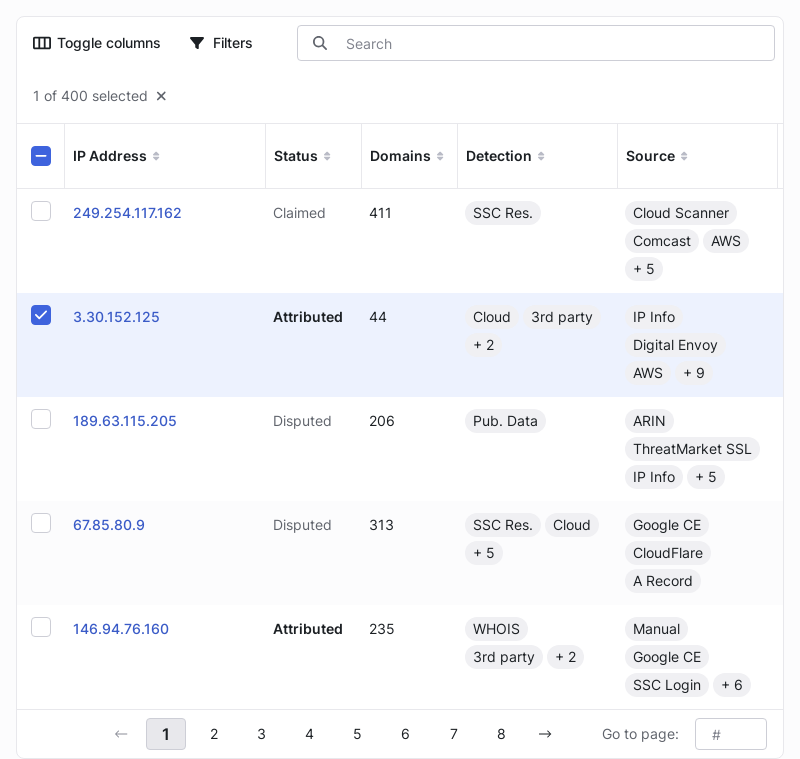 Toggle columns Filters Search
1 of 400 selected
IP Address Status Domains Detection Source
249.254.117.162 Claimed 411 SSC Res. Cloud Scanner
Comcast AWS
+ 5
3.30.152.125 Attributed 44 Cloud 3rd party IP Info
+ 2 Digital Envoy
AWS + 9
189.63.115.205 Disputed 206 Pub. Data ARIN
ThreatMarket SSL
IP Info + 5
67.85.80.9 Disputed 313 SSC Res. Cloud Google CE
+ 5 CloudFlare
A Record
146.94.76.160 Attributed 235 WHOIS Manual
3rd party + 2 Google CE
SSC Login + 6
← 1 2 3 4 5 6 7 8 → Go to page: #